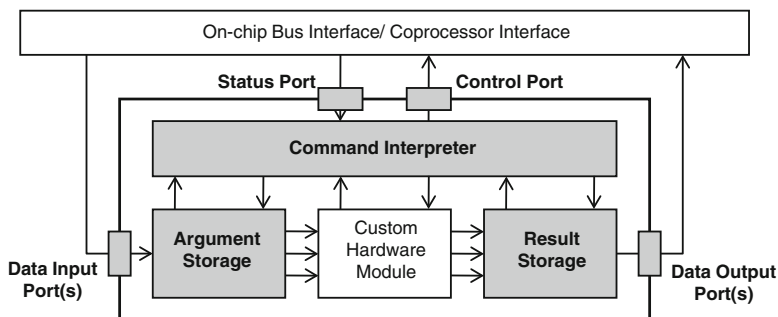 On-chip Bus Interface/ Coprocessor Interface
Status Port
Control Port
Command Interpreter
Argument
Storage
Custom
Hardware
Module
Result
Storage
Data Input
Port(s)
Data Output
Port(s)